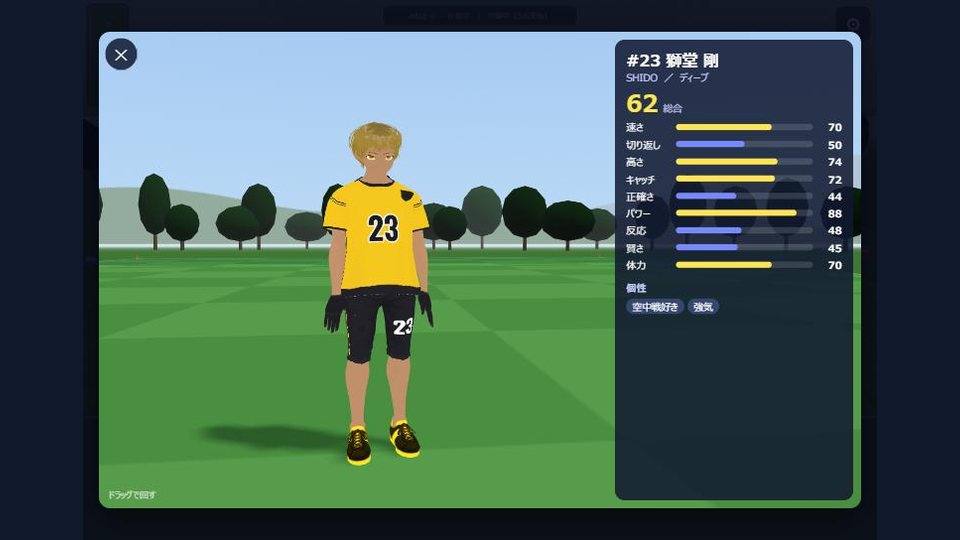 #23 獅堂 剛
SHIDO ／ ディープ
62 総合
速さ 70
切り返し 50
高さ 74
キャッチ 72
正確さ 44
パワー 88
反応 48
賢さ 45
体力 70
個性
空中戦好き 強気
23
23
ドラッグで回す